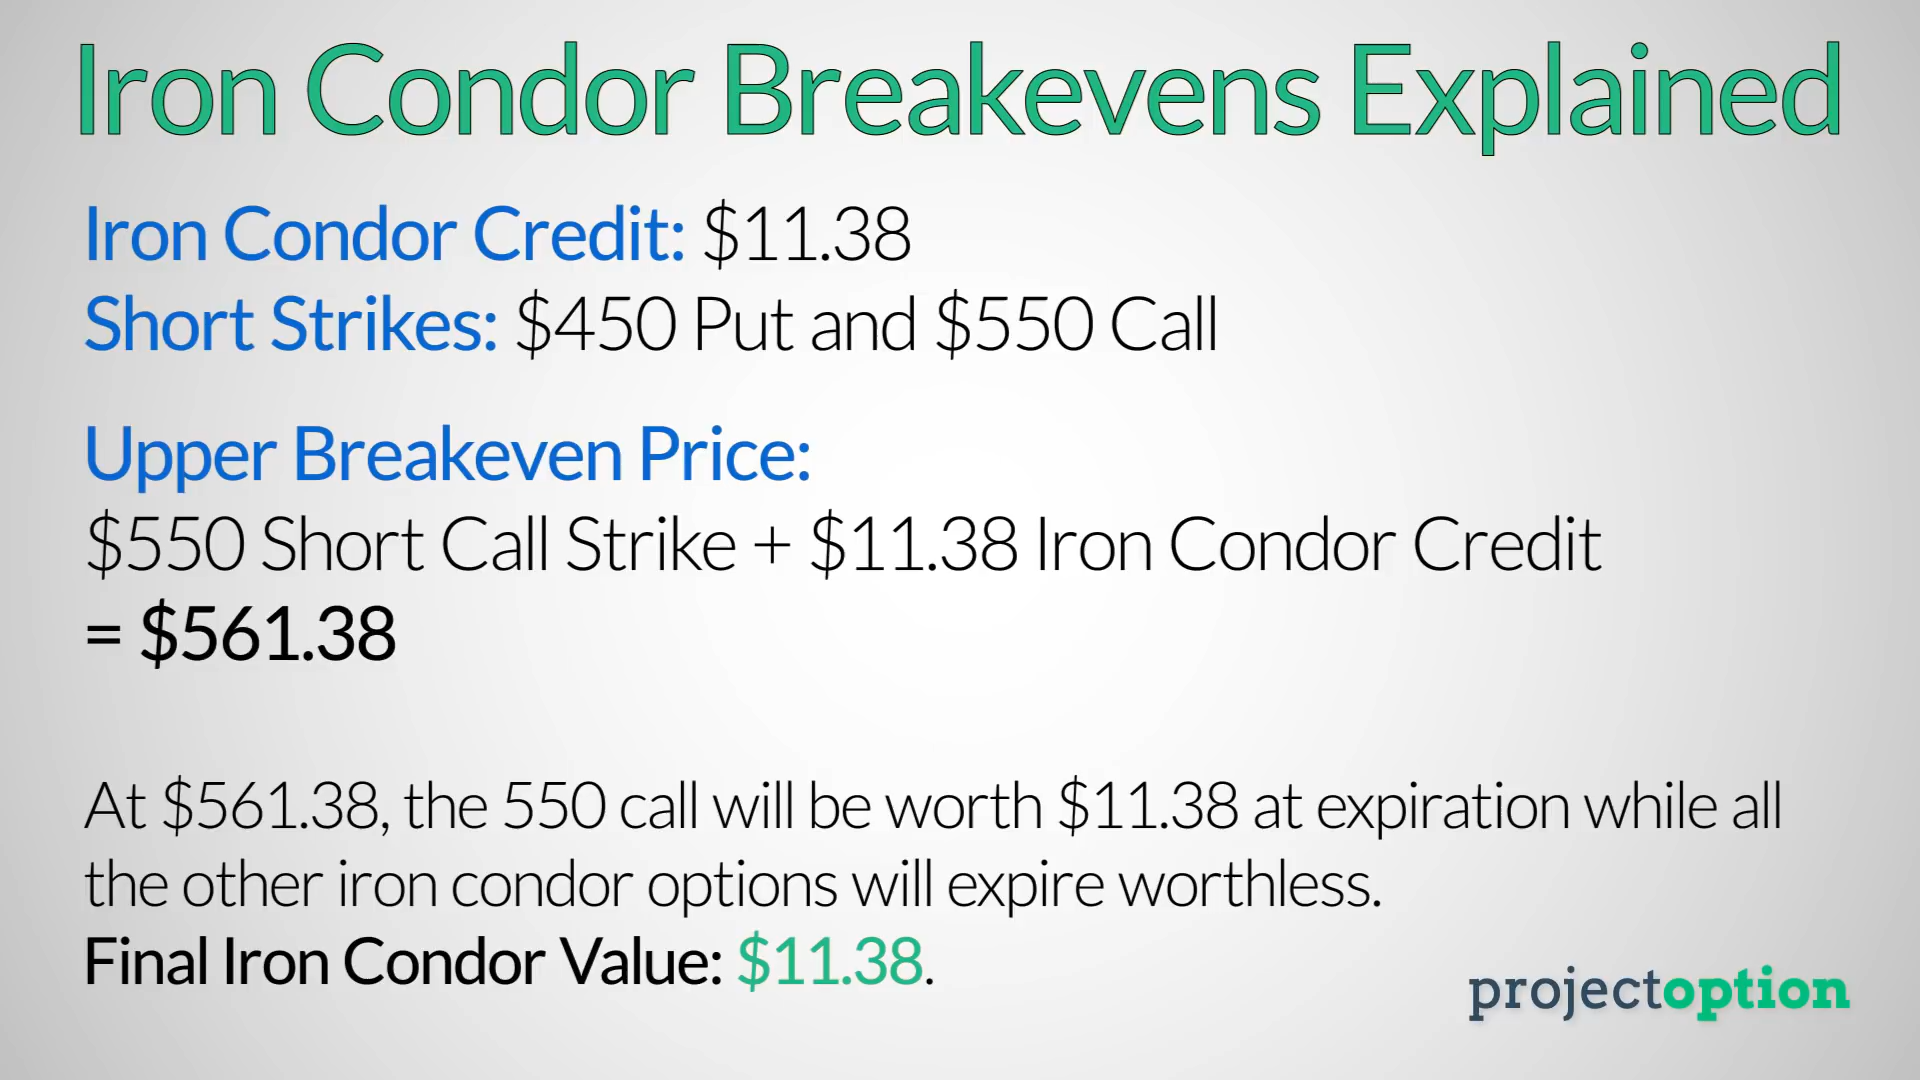 Iron Condor Breakevens Explained
Iron Condor Credit: $11.38
Short Strikes: $450 Put and $550 Call
Upper Breakeven Price:
$550 Short Call Strike + $11.38 Iron Condor Credit
= $561.38
At $561.38, the 550 call will be worth $11.38 at expiration while all
the other iron condor options will expire worthless.
Final Iron Condor Value: $11.38.
projectoption